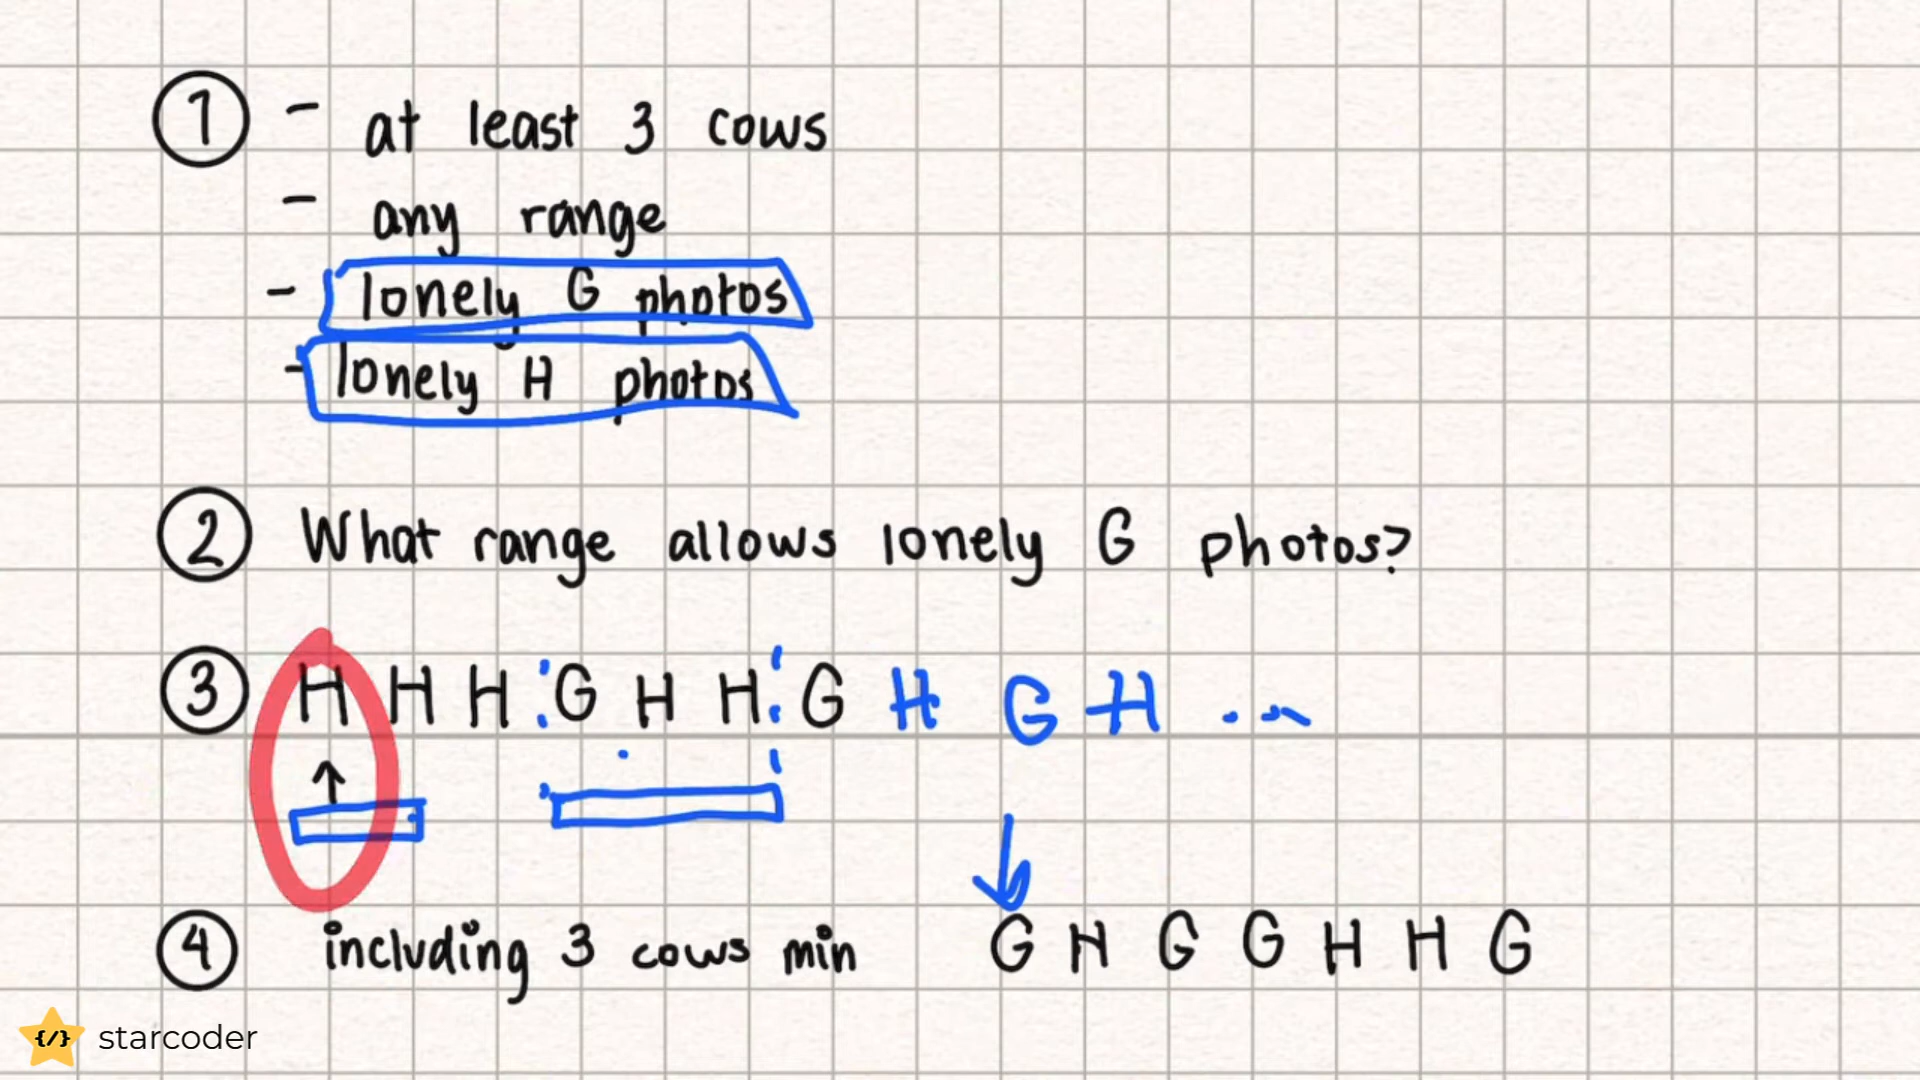 ① - at least 3 cows
- any range
- lonely G photos
- lonely H photos
② What range allows lonely G photos?
③ H H H G H H G H G H ...
④ including 3 cows min G H G G H H G
{/} starcoder